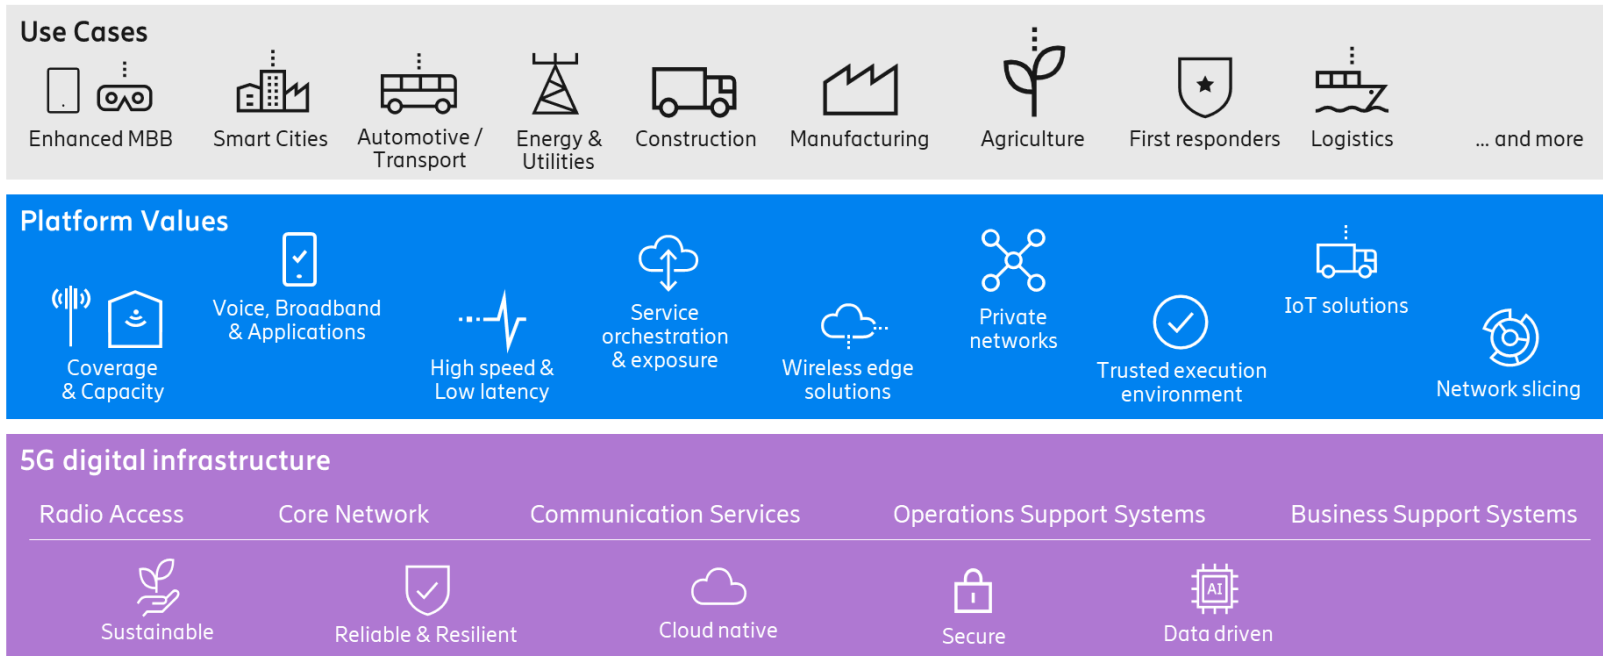 Use Cases
Enhanced MBB
Smart Cities
Automotive /
Transport
Energy &
Utilities
Construction
Manufacturing
Agriculture
First responders
Logistics
... and more
Platform Values
Coverage
& Capacity
Voice, Broadband
& Applications
High speed &
Low latency
Service
orchestration
& exposure
Wireless edge
solutions
Private
networks
Trusted execution
environment
IoT solutions
Network slicing
5G digital infrastructure
Radio Access
Core Network
Communication Services
Operations Support Systems
Business Support Systems
Sustainable
Reliable & Resilient
Cloud native
Secure
AI
Data driven